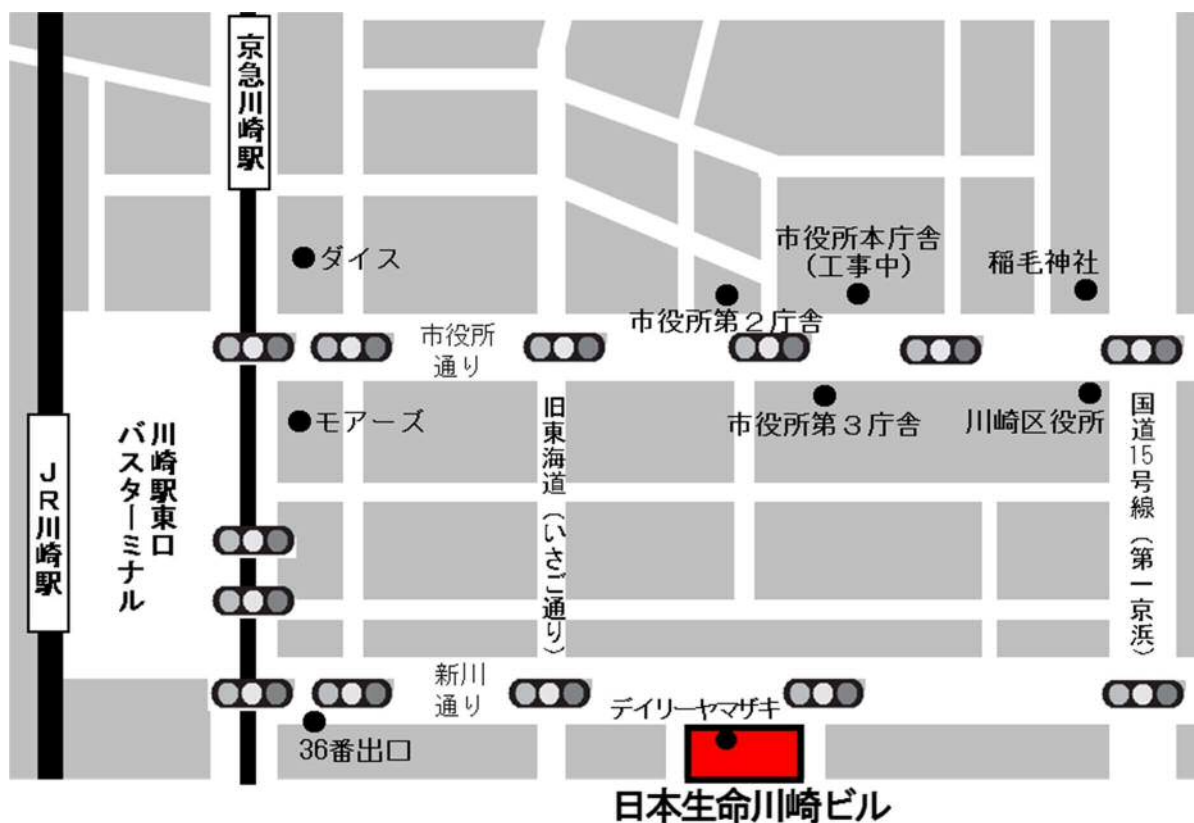 京急川崎駅
ダイス
市役所本庁舎
(工事中)
稲毛神社
市役所第2庁舎
市役所
通り
モアーズ
市役所第3庁舎
川崎区役所
旧東海道(いさご通り)
国道15号線(第一京浜)
川崎駅東口
バスターミナル
JR川崎駅
新川
通り
デイリーヤマザキ
36番出口
日本生命川崎ビル